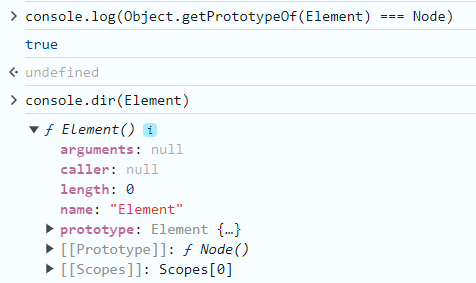 console.log(Object.getPrototypeOf(Element) === Node)
true
undefined
console.dir(Element)
ƒ Element() i
arguments: null
caller: null
length: 0
name: "Element"
prototype: Element {…}
[[Prototype]]: ƒ Node()
[[Scopes]]: Scopes[0]